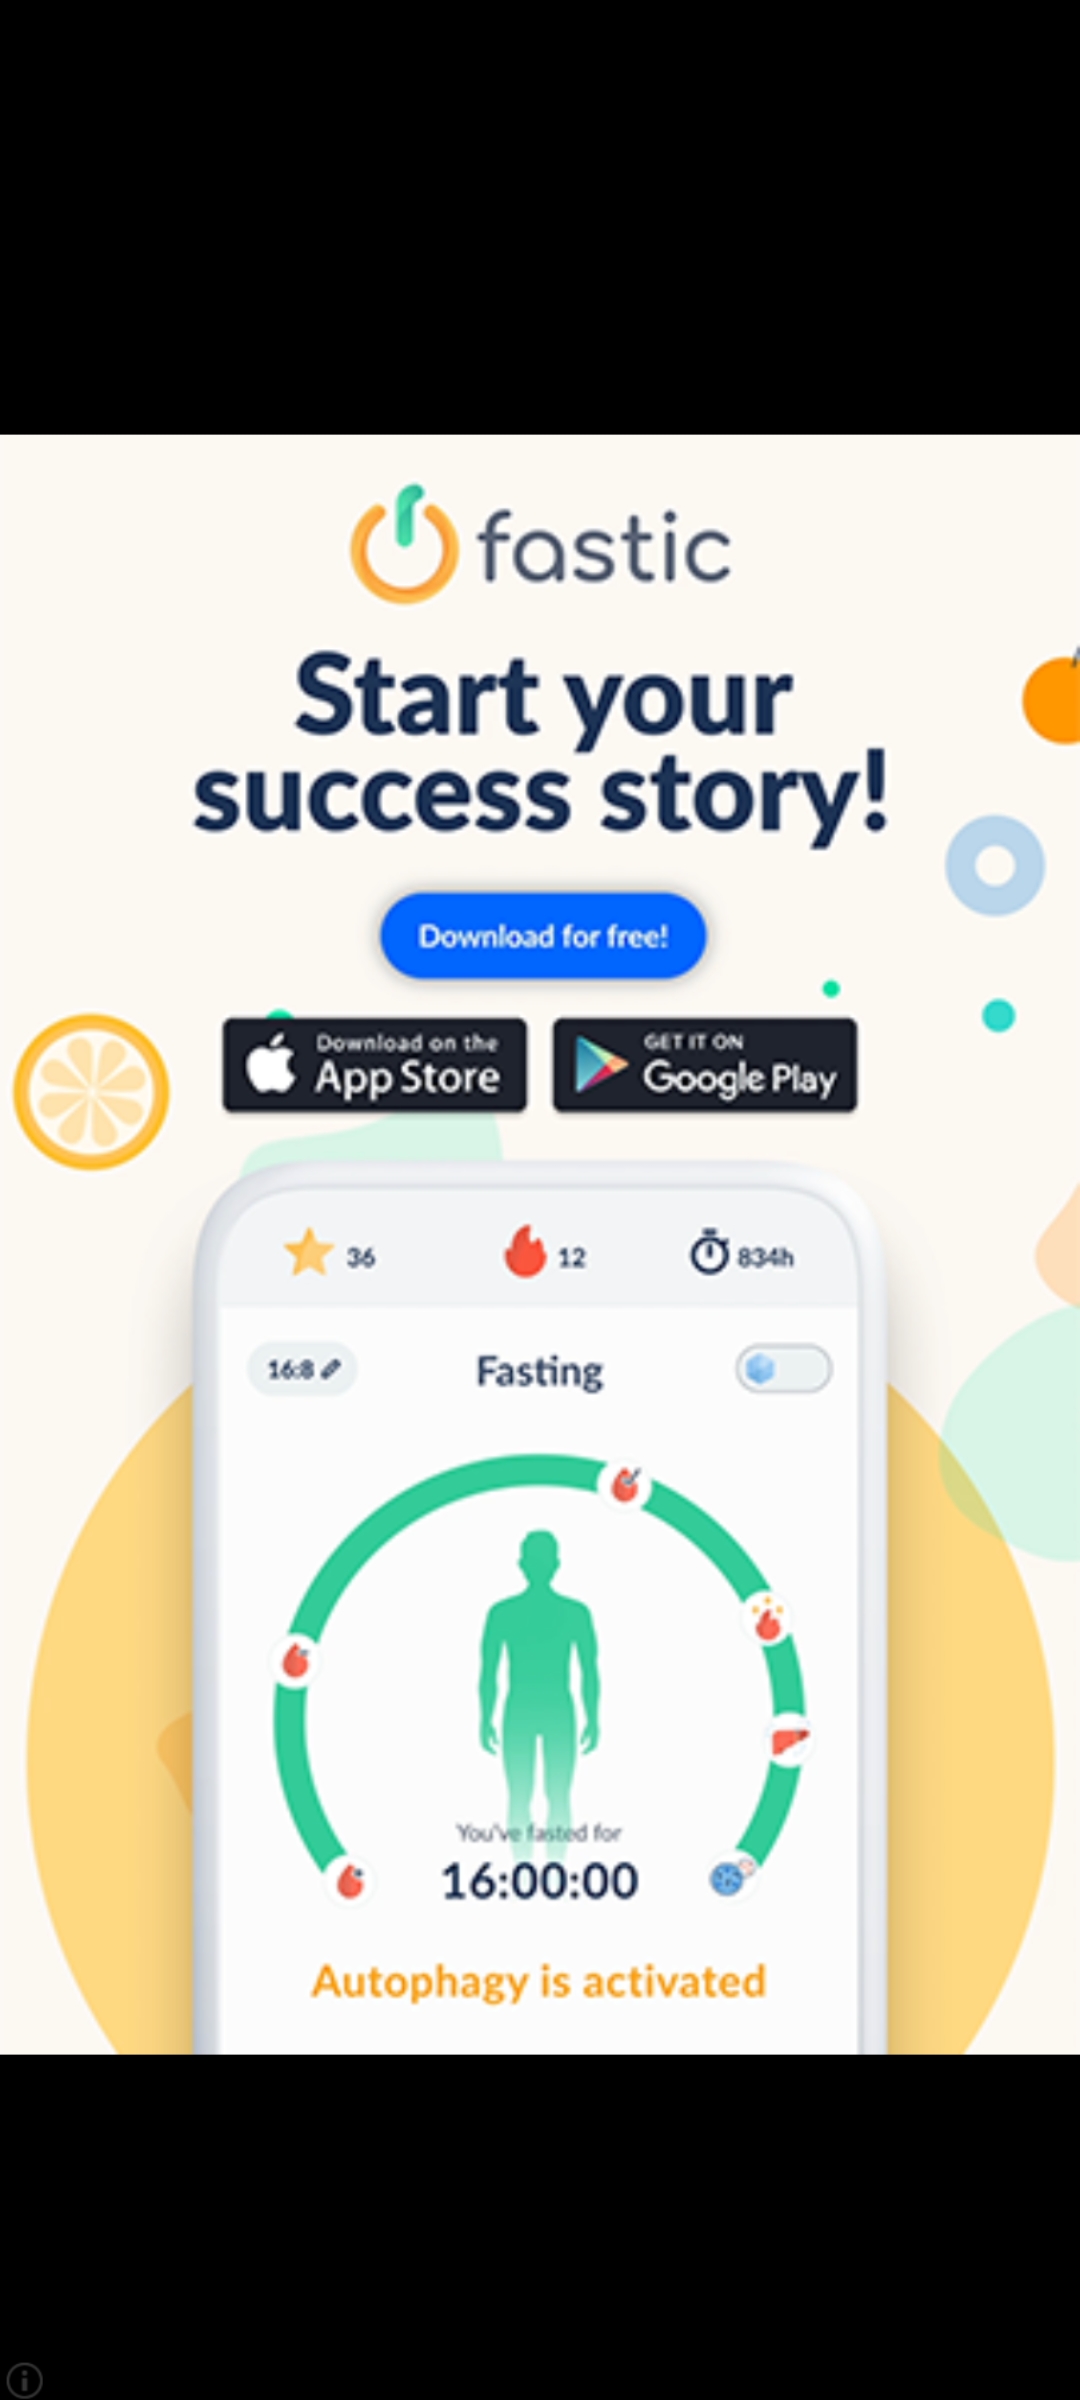 fastic
Start your
success story!
Download for free!
Download on the
App Store
GET IT ON
Google Play
36
12
834h
16:8
Fasting
You've fasted for
16:00:00
Autophagy is activated